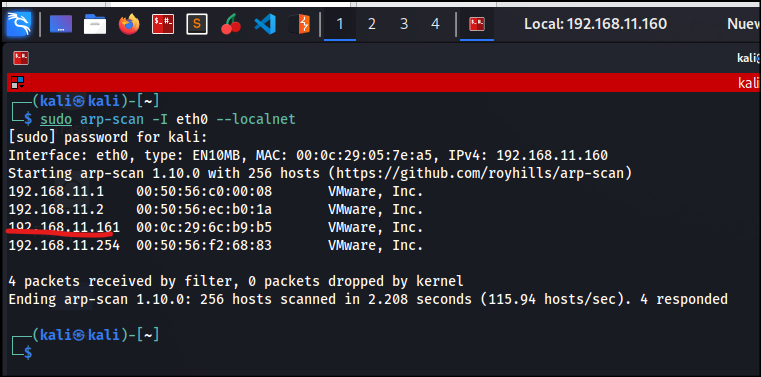 1 2 3 4 Local: 192.168.11.160 Nuev
kali@
kali
(kali㉿kali)-[~]
$ sudo arp-scan -I eth0 --localnet
[sudo] password for kali:
Interface: eth0, type: EN10MB, MAC: 00:0c:29:05:7e:a5, IPv4: 192.168.11.160
Starting arp-scan 1.10.0 with 256 hosts (https://github.com/royhills/arp-scan)
192.168.11.1 00:50:56:c0:00:08 VMware, Inc.
192.168.11.2 00:50:56:ec:b0:1a VMware, Inc.
192.168.11.161 00:0c:29:6c:b9:b5 VMware, Inc.
192.168.11.254 00:50:56:f2:68:83 VMware, Inc.
4 packets received by filter, 0 packets dropped by kernel
Ending arp-scan 1.10.0: 256 hosts scanned in 2.208 seconds (115.94 hosts/sec). 4 responded
(kali㉿kali)-[~]
$